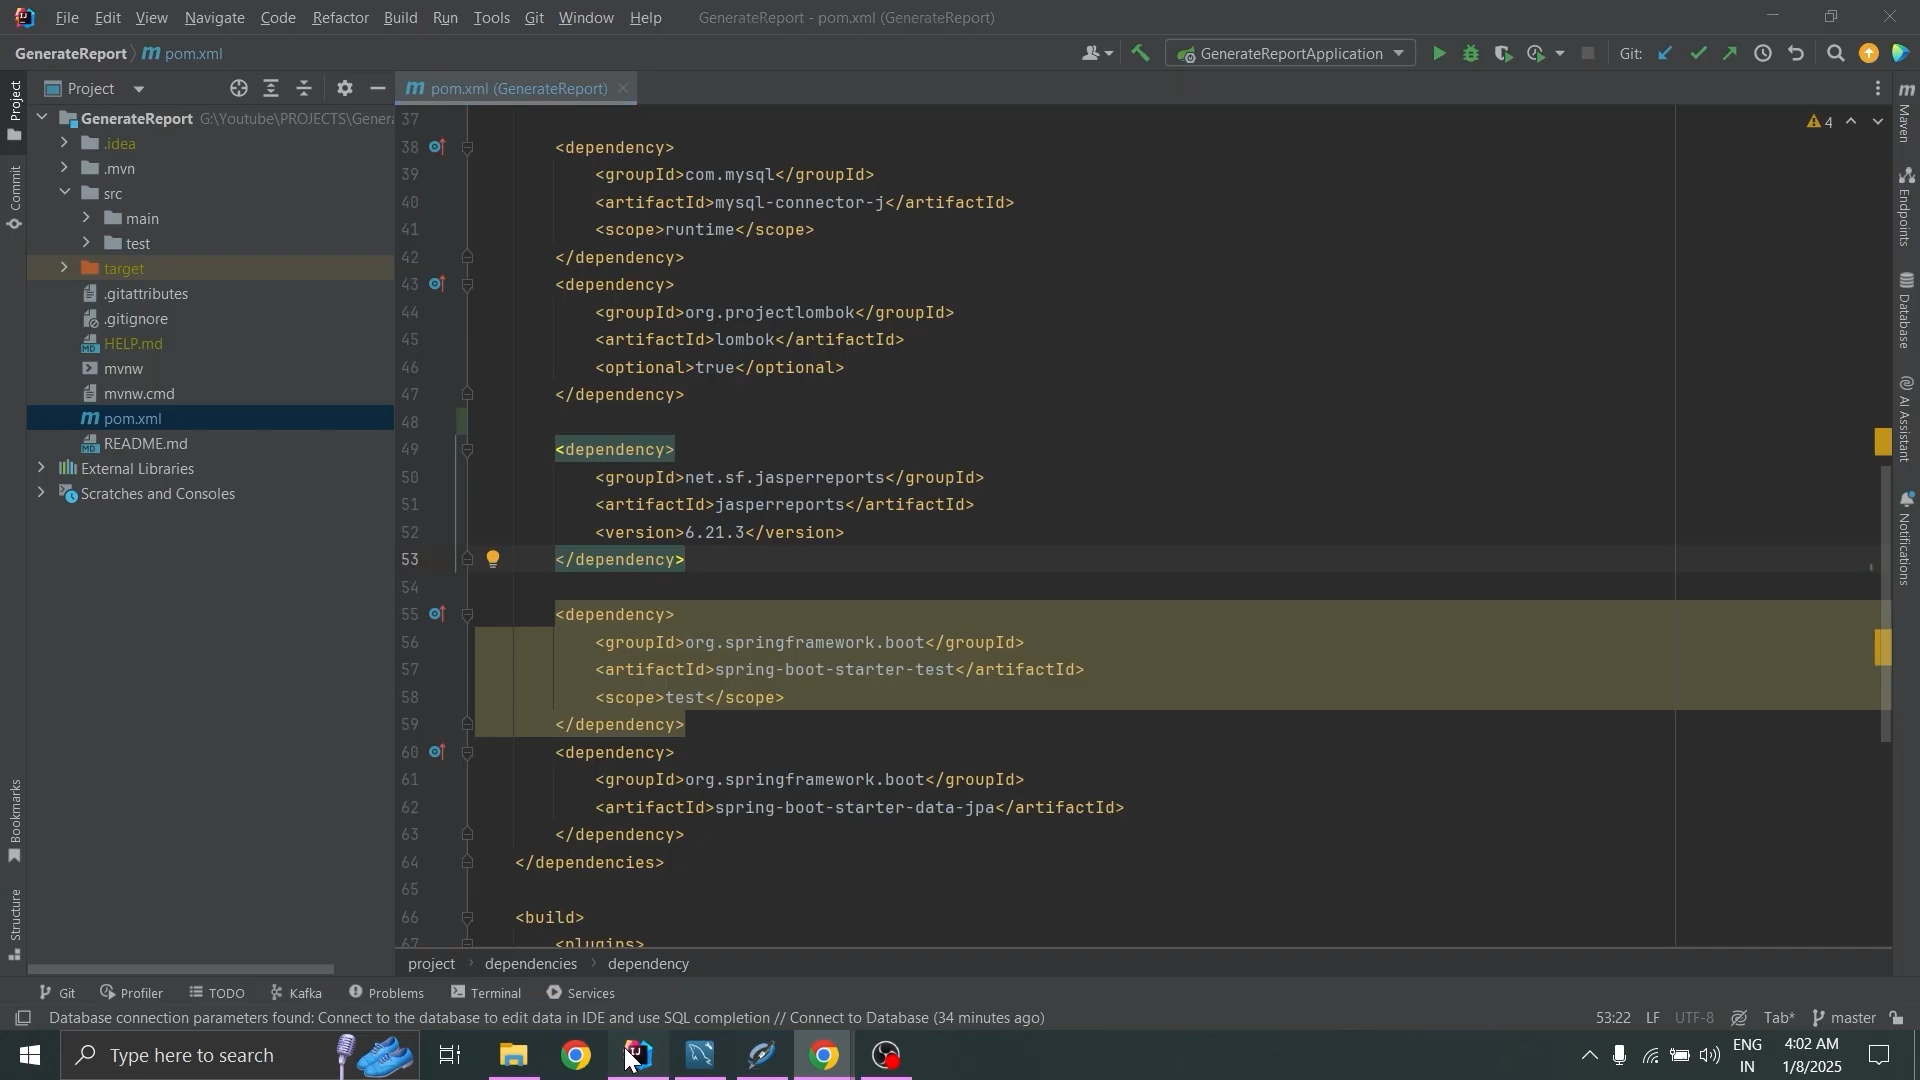 File Edit View Navigate Code Refactor Build Run Tools Git Window Help GenerateReport - pom.xml (GenerateReport)
GenerateReport m pom.xml GenerateReportApplication Git:
Project
m pom.xml (GenerateReport)
Project
Commit
Bookmarks
Structure
GenerateReport G:\Youtube\PROJECTS\Genera
.idea
.mvn
src
main
test
target
.gitattributes
.gitignore
HELP.md
mvnw
mvnw.cmd
m pom.xml
README.md
External Libraries
Scratches and Consoles
4
37
38 <dependency>
39 <groupId>com.mysql</groupId>
40 <artifactId>mysql-connector-j</artifactId>
41 <scope>runtime</scope>
42 </dependency>
43 <dependency>
44 <groupId>org.projectlombok</groupId>
45 <artifactId>lombok</artifactId>
46 <optional>true</optional>
47 </dependency>
48
49 <dependency>
50 <groupId>net.sf.jasperreports</groupId>
51 <artifactId>jasperreports</artifactId>
52 <version>6.21.3</version>
53 </dependency>
54
55 <dependency>
56 <groupId>org.springframework.boot</groupId>
57 <artifactId>spring-boot-starter-test</artifactId>
58 <scope>test</scope>
59 </dependency>
60 <dependency>
61 <groupId>org.springframework.boot</groupId>
62 <artifactId>spring-boot-starter-data-jpa</artifactId>
63 </dependency>
64 </dependencies>
65
66 <build>
67 <plugins>
m Maven
Endpoints
Database
AI Assistant
Notifications
project dependencies dependency
Git Profiler TODO Kafka Problems Terminal Services
Database connection parameters found: Connect to the database to edit data in IDE and use SQL completion // Connect to Database (34 minutes ago) 53:22 LF UTF-8 Tab* master
Type here to search
ENG
IN
4:02 AM
1/8/2025